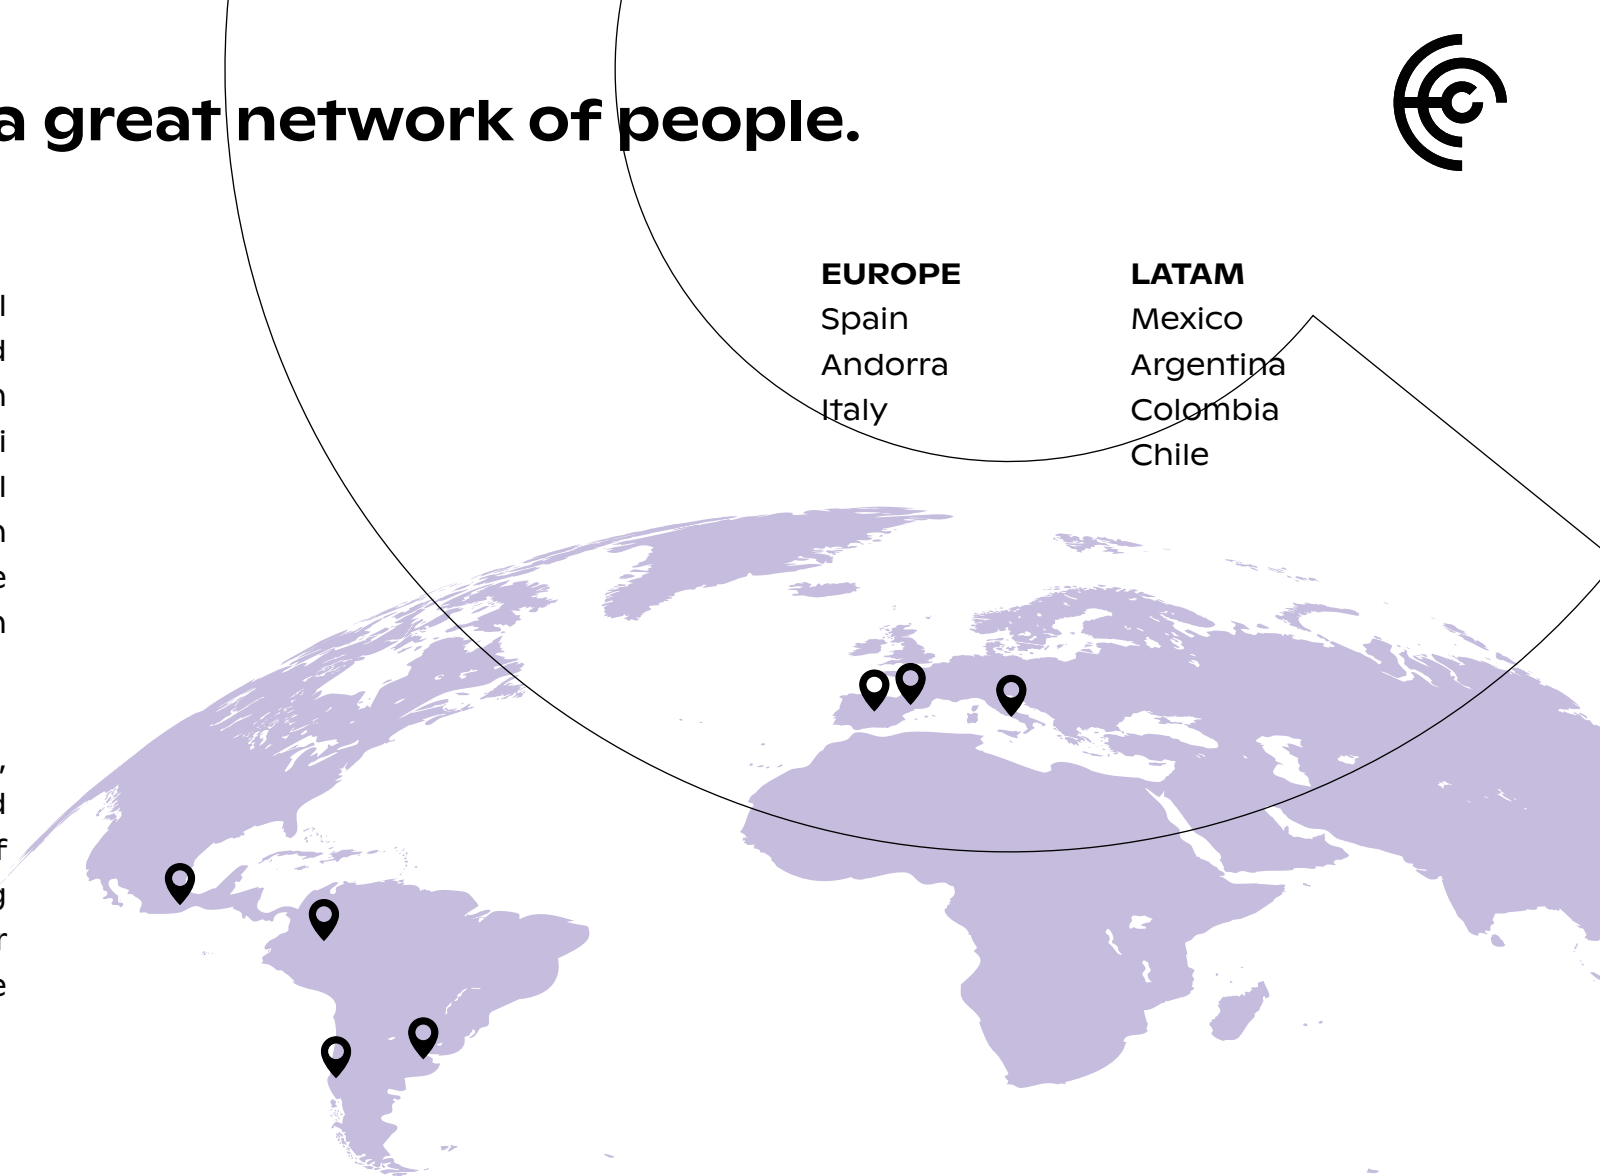 a great network of people.
EUROPE
Spain
Andorra
Italy
LATAM
Mexico
Argentina
Colombia
Chile